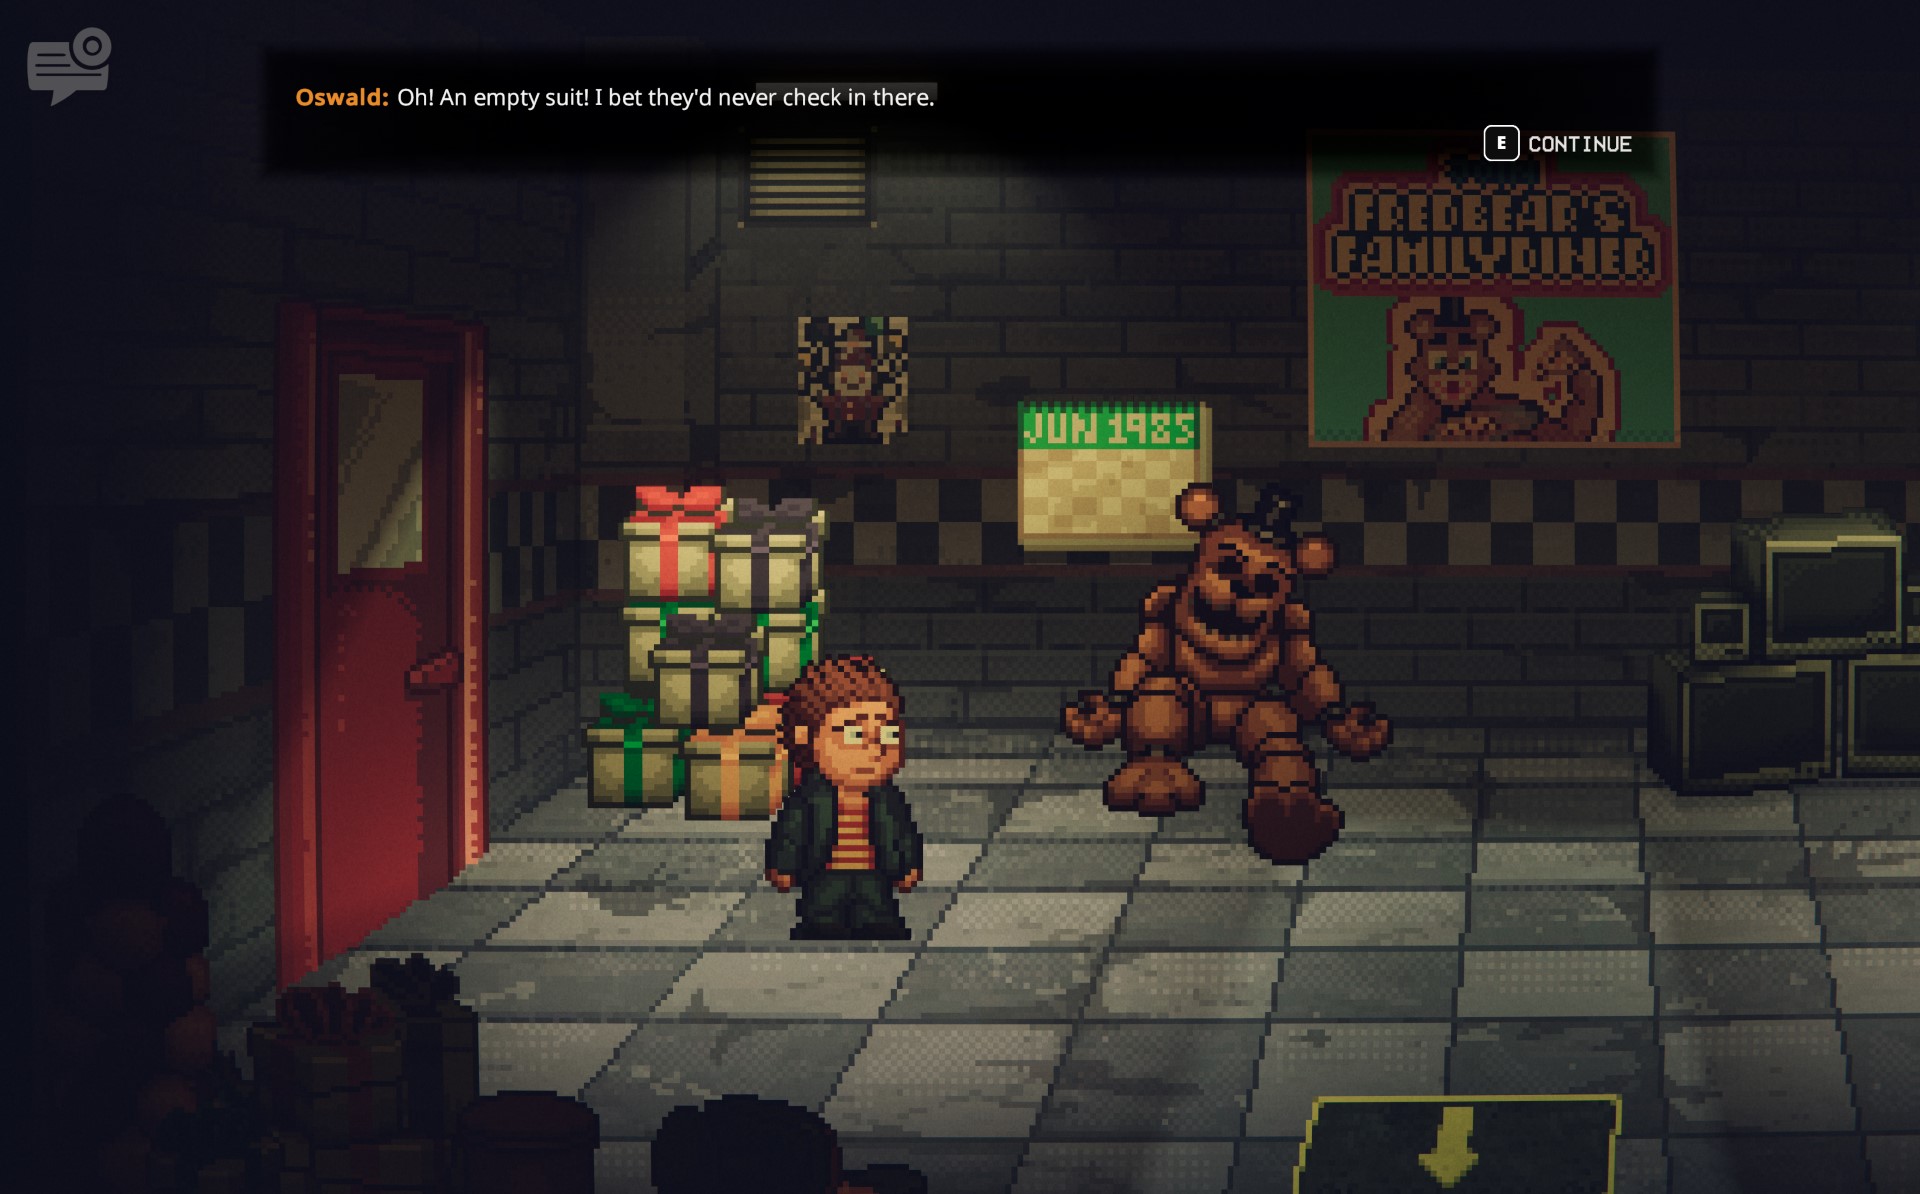 Oswald: Oh! An empty suit! I bet they'd never check in there.
E CONTINUE
FREDBEAR'S
FAMILY DINER
JUN 1985